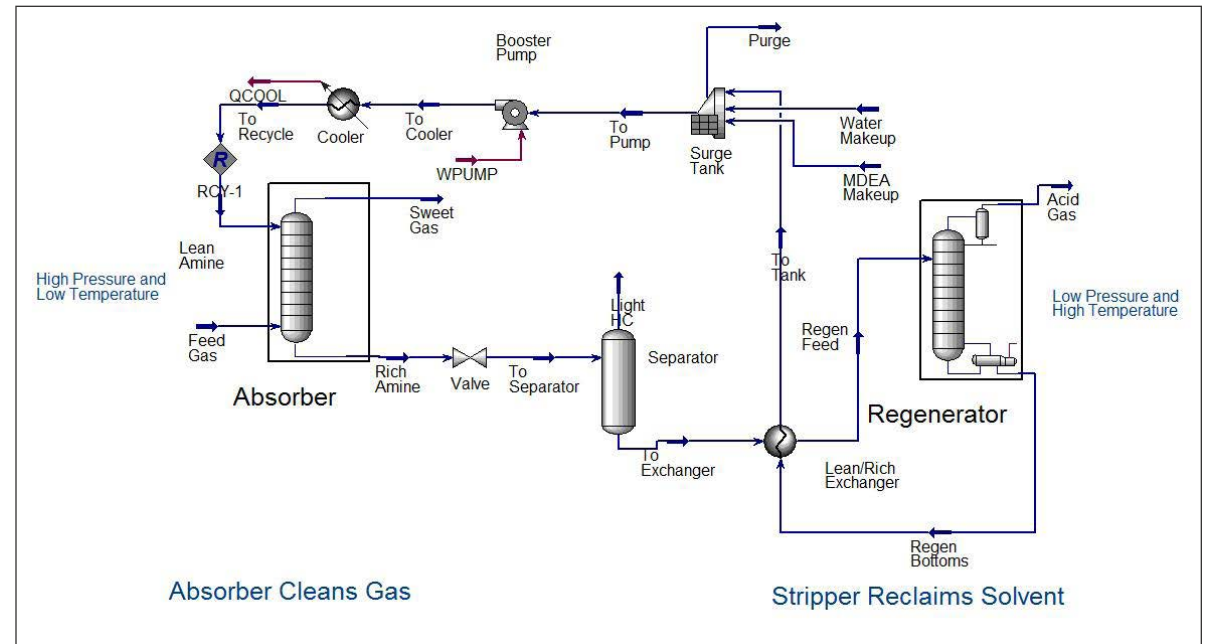 Booster
Pump
Purge
QCOOL
To
Recycle
Cooler
To
Cooler
WPUMP
To
Pump
Surge
Tank
Water
Makeup
MDEA
Makeup
R
RCY-1
Sweet
Gas
Lean
Amine
High Pressure and
Low Temperature
Feed
Gas
Rich
Amine
Absorber
Valve
To
Separator
Light
HC
Separator
To
Exchanger
To
Tank
Regen
Feed
Lean/Rich
Exchanger
Acid
Gas
Low Pressure and
High Temperature
Regenerator
Regen
Bottoms
Absorber Cleans Gas
Stripper Reclaims Solvent